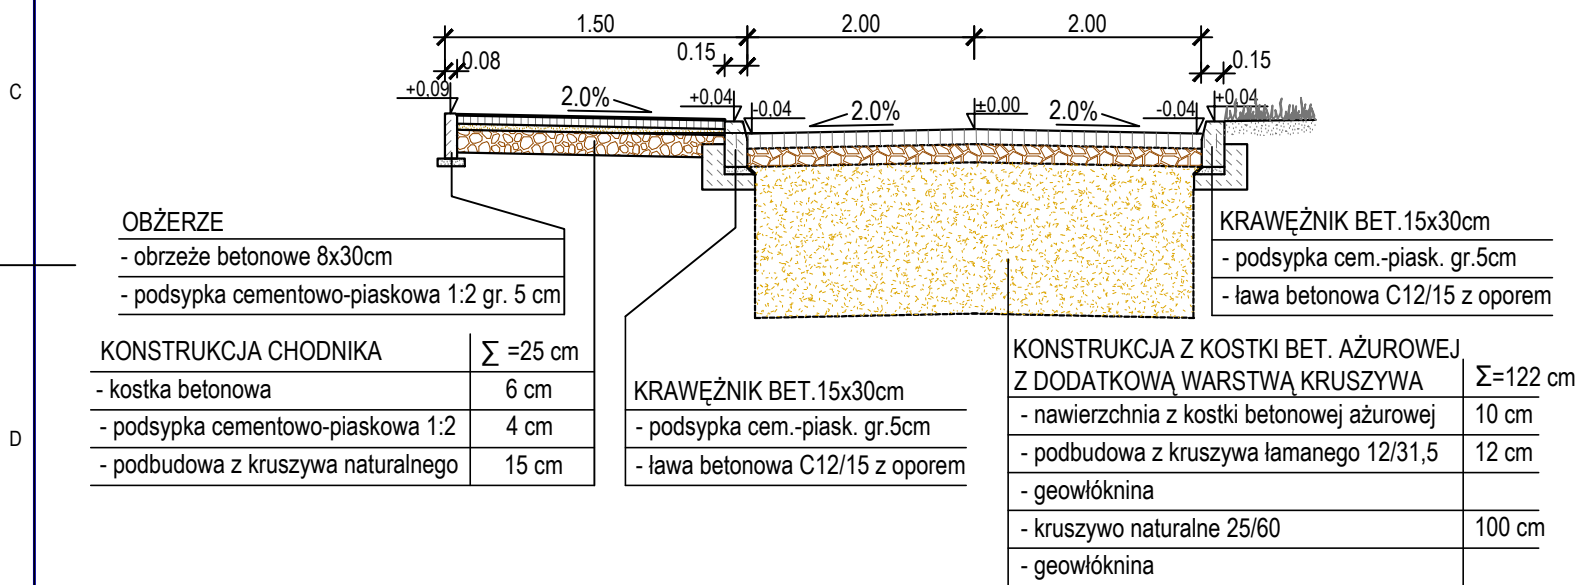 1.50 2.00 2.00
0.08 0.15 0.15
C
+0,09 2.0% +0,04 -0,04 2.0% ±0,00 2.0% -0,04 +0,04
OBŻERZE
- obrzeże betonowe 8x30cm
- podsypka cementowo-piaskowa 1:2 gr. 5 cm
KRAWĘŻNIK BET.15x30cm
- podsypka cem.-piask. gr.5cm
- ława betonowa C12/15 z oporem
KONSTRUKCJA CHODNIKA ∑ =25 cm
- kostka betonowa 6 cm
- podsypka cementowo-piaskowa 1:2 4 cm
- podbudowa z kruszywa naturalnego 15 cm
KRAWĘŻNIK BET.15x30cm
- podsypka cem.-piask. gr.5cm
- ława betonowa C12/15 z oporem
KONSTRUKCJA Z KOSTKI BET. AŻUROWEJ
Z DODATKOWĄ WARSTWĄ KRUSZYWA Σ=122 cm
- nawierzchnia z kostki betonowej ażurowej 10 cm
- podbudowa z kruszywa łamanego 12/31,5 12 cm
- geowłóknina
- kruszywo naturalne 25/60 100 cm
- geowłóknina
D